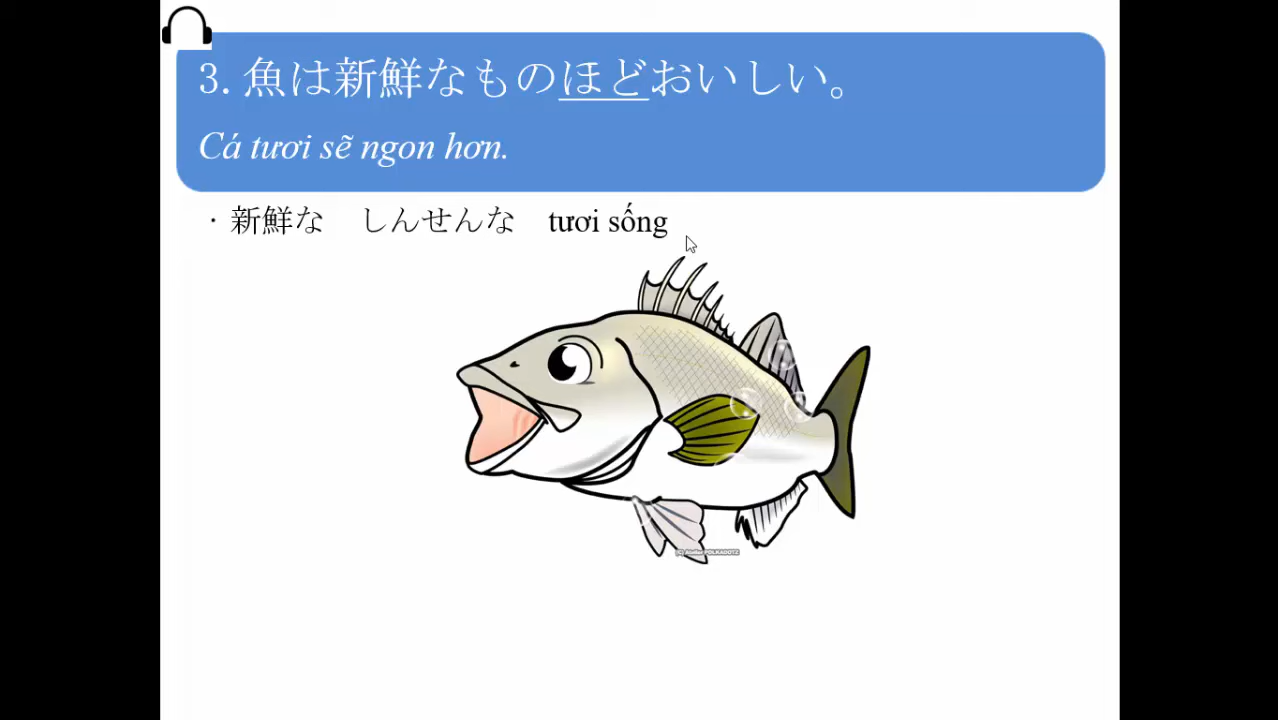 3. 魚は新鮮なものほどおいしい。
Cá tươi sẽ ngon hơn.
・新鮮な　しんせんな　tươi sống